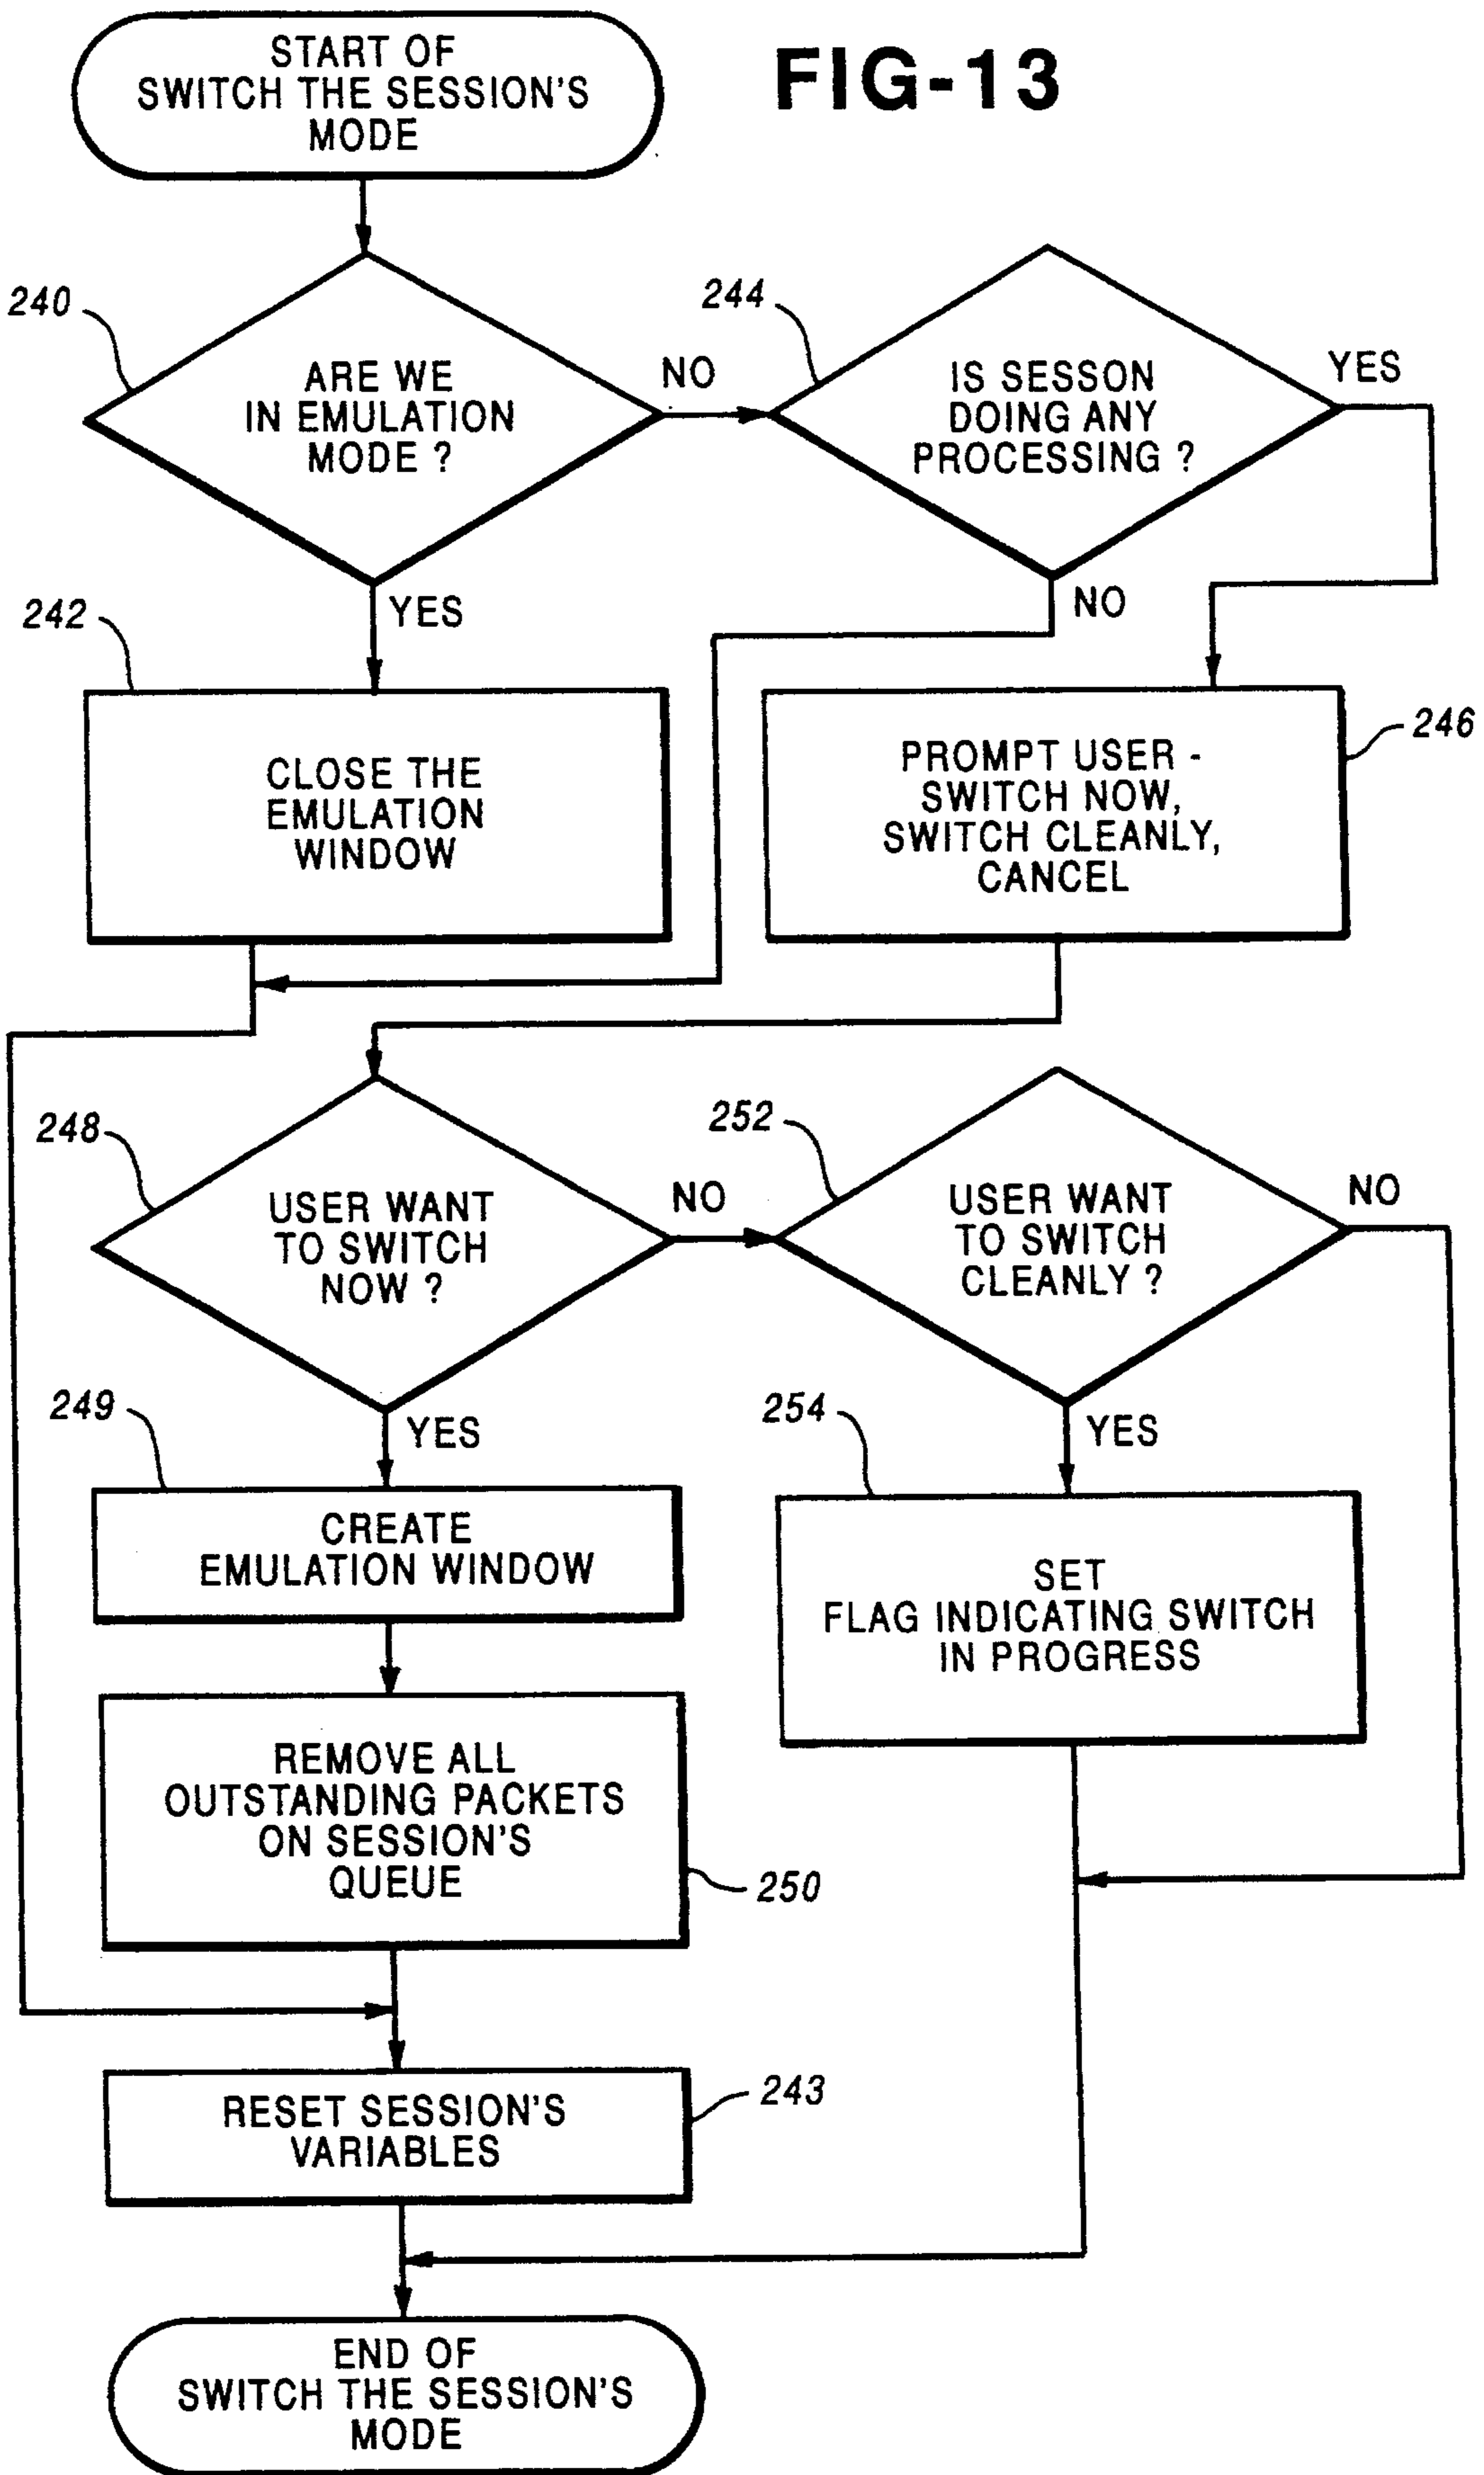 START OF
SWITCH THE SESSION'S
MODE
FIG-13
240
ARE WE
IN EMULATION
MODE ?
NO
YES
244
IS SESSON
DOING ANY
PROCESSING ?
YES
NO
242
CLOSE THE
EMULATION
WINDOW
246
PROMPT USER -
SWITCH NOW,
SWITCH CLEANLY,
CANCEL
248
USER WANT
TO SWITCH
NOW ?
NO
YES
252
USER WANT
TO SWITCH
CLEANLY ?
NO
YES
249
CREATE
EMULATION WINDOW
254
SET
FLAG INDICATING SWITCH
IN PROGRESS
REMOVE ALL
OUTSTANDING PACKETS
ON SESSION'S
QUEUE
250
RESET SESSION'S
VARIABLES
243
END OF
SWITCH THE SESSION'S
MODE